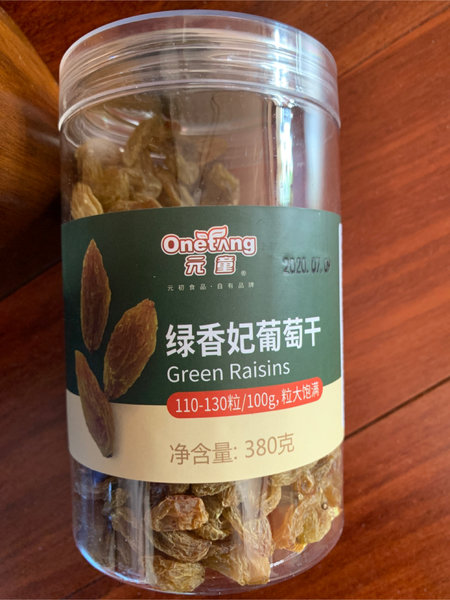 Onetang
元童®
元初食品·自有品牌
2020.07.0
绿香妃葡萄干
Green Raisins
110-130粒/100g,粒大饱满
净含量: 380克